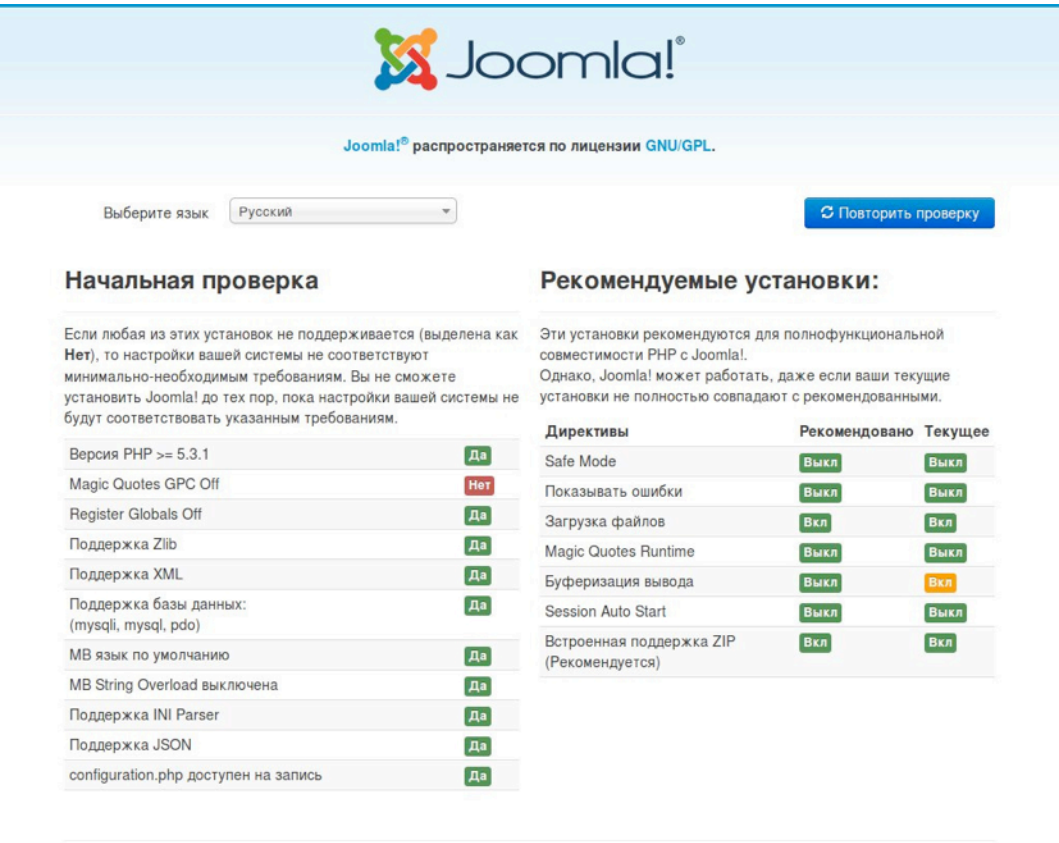 Joomla!®
Joomla!® распространяется по лицензии GNU/GPL.
Выберите язык Русский
Повторить проверку
Начальная проверка
Если любая из этих установок не поддерживается (выделена как
Нет), то настройки вашей системы не соответствуют
минимально-необходимым требованиям. Вы не сможете
установить Joomla! до тех пор, пока настройки вашей системы не
будут соответствовать указанным требованиям.
Версия PHP >= 5.3.1 Да
Magic Quotes GPC Off Нет
Register Globals Off Да
Поддержка Zlib Да
Поддержка XML Да
Поддержка базы данных: Да
(mysqli, mysql, pdo)
MB язык по умолчанию Да
MB String Overload выключена Да
Поддержка INI Parser Да
Поддержка JSON Да
configuration.php доступен на запись Да
Рекомендуемые установки:
Эти установки рекомендуются для полнофункциональной
совместимости PHP с Joomla!.
Однако, Joomla! может работать, даже если ваши текущие
установки не полностью совпадают с рекомендованными.
Директивы Рекомендовано Текущее
Safe Mode Выкл Выкл
Показывать ошибки Выкл Выкл
Загрузка файлов Вкл Вкл
Magic Quotes Runtime Выкл Выкл
Буферизация вывода Выкл Вкл
Session Auto Start Выкл Выкл
Встроенная поддержка ZIP Вкл Вкл
(Рекомендуется)